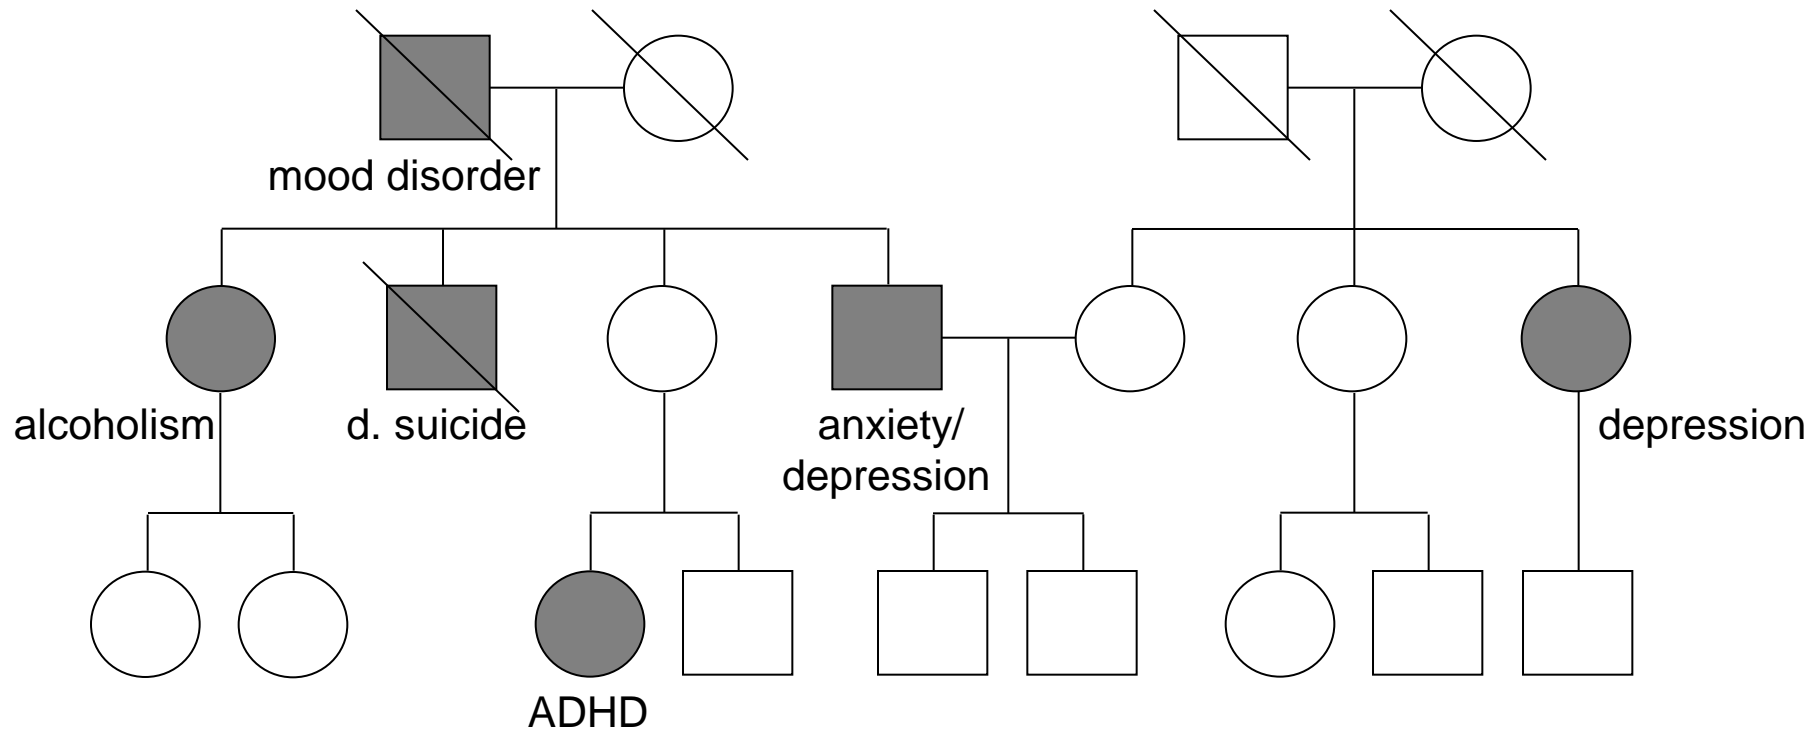 mood disorder
alcoholism
d. suicide
anxiety/
depression
depression
ADHD